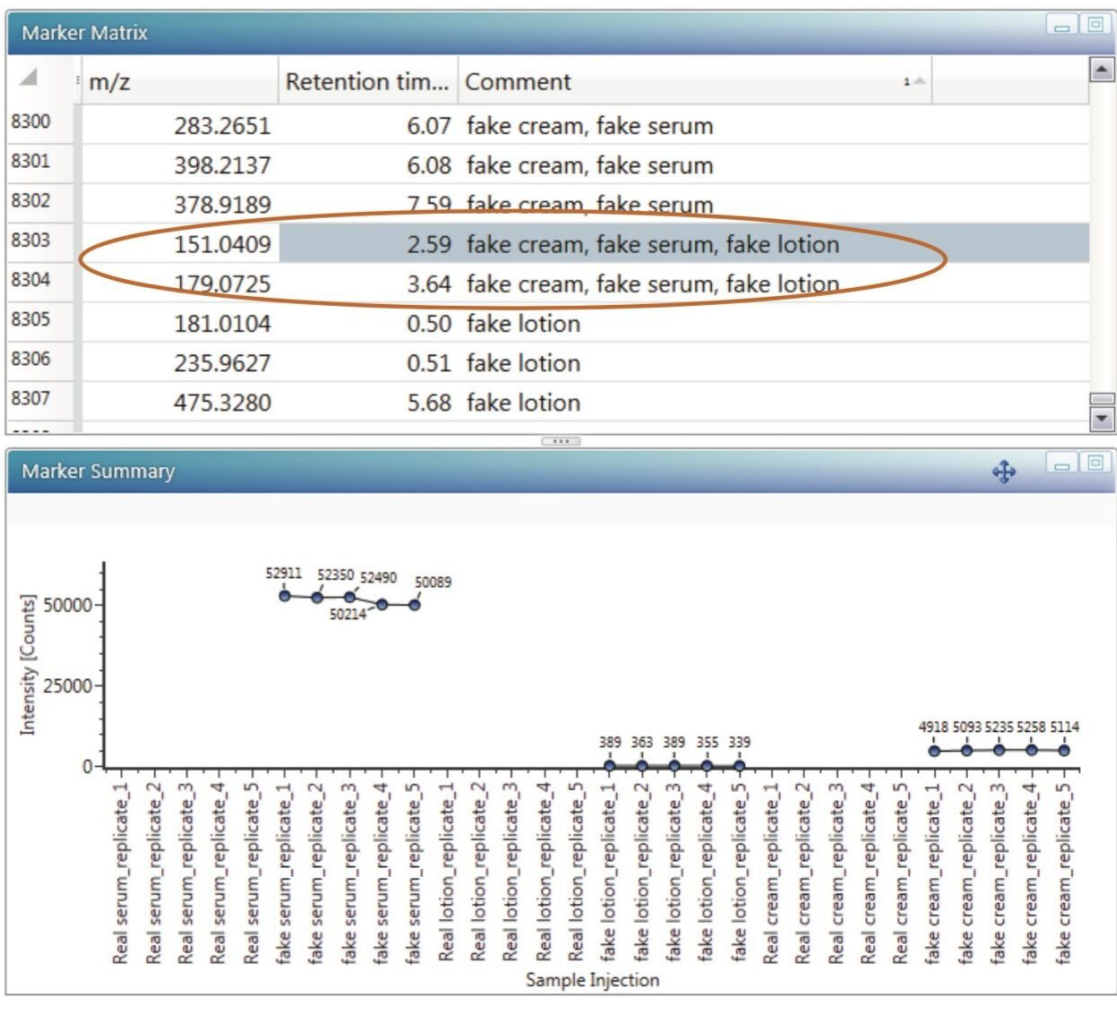 Marker Matrix
m/z Retention tim... Comment 1
8300 283.2651 6.07 fake cream, fake serum
8301 398.2137 6.08 fake cream, fake serum
8302 378.9189 7.59 fake cream, fake serum
8303 151.0409 2.59 fake cream, fake serum, fake lotion
8304 179.0725 3.64 fake cream, fake serum, fake lotion
8305 181.0104 0.50 fake lotion
8306 235.9627 0.51 fake lotion
8307 475.3280 5.68 fake lotion
Marker Summary
Intensity [Counts]
50000
25000
0
52911
52350
52490
50214
50089
389
363
389
355
339
4918
5093
5235
5258
5114
Real serum_replicate_1
Real serum_replicate_2
Real serum_replicate_3
Real serum_replicate_4
Real serum_replicate_5
fake serum_replicate_1
fake serum_replicate_2
fake serum_replicate_3
fake serum_replicate_4
fake serum_replicate_5
Real lotion_replicate_1
Real lotion_replicate_2
Real lotion_replicate_3
Real lotion_replicate_4
Real lotion_replicate_5
fake lotion_replicate_1
fake lotion_replicate_2
fake lotion_replicate_3
fake lotion_replicate_4
fake lotion_replicate_5
Real cream_replicate_1
Real cream_replicate_2
Real cream_replicate_3
Real cream_replicate_4
Real cream_replicate_5
fake cream_replicate_1
fake cream_replicate_2
fake cream_replicate_3
fake cream_replicate_4
fake cream_replicate_5
Sample Injection